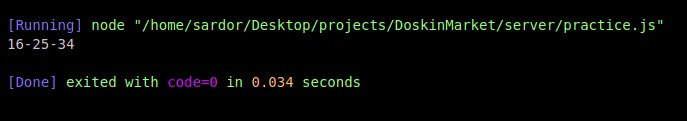 [Running] node "/home/sardor/Desktop/projects/DoskinMarket/server/practice.js"
16-25-34
[Done] exited with code=0 in 0.034 seconds